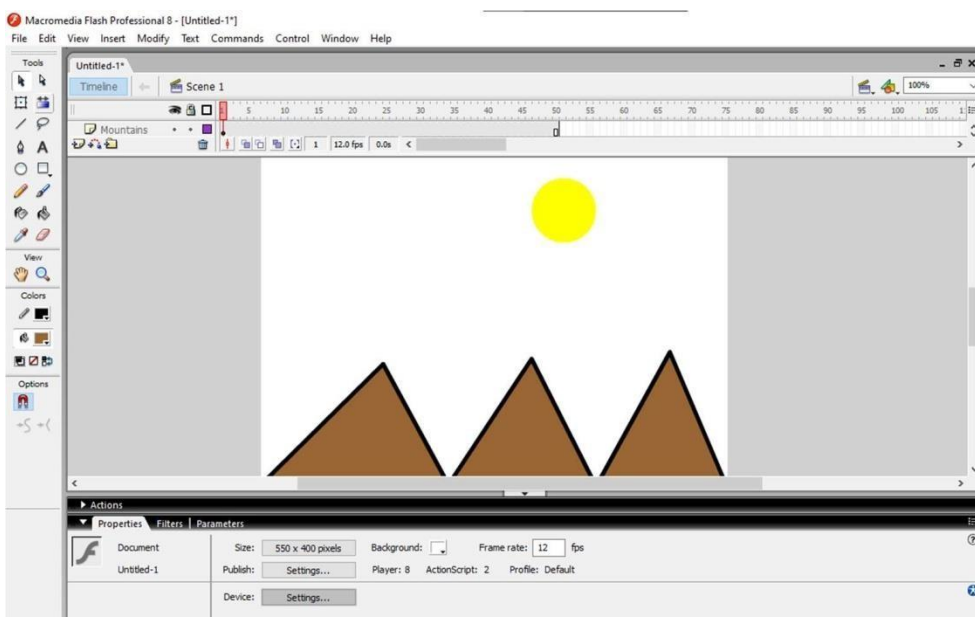 Macromedia Flash Professional 8 - [Untitled-1*]
File Edit View Insert Modify Text Commands Control Window Help
Tools
Untitled-1*
Timeline Scene 1 100%
5 10 15 20 25 30 35 40 45 50 55 60 65 70 75 80 85 90 95 100 105
Mountains
1 12.0 fps 0.0s
A
View
Colors
Options
Actions
Properties Filters Parameters
Document Size: 550 x 400 pixels Background: Frame rate: 12 fps
Untitled-1 Publish: Settings... Player: 8 ActionScript: 2 Profile: Default
Device: Settings...